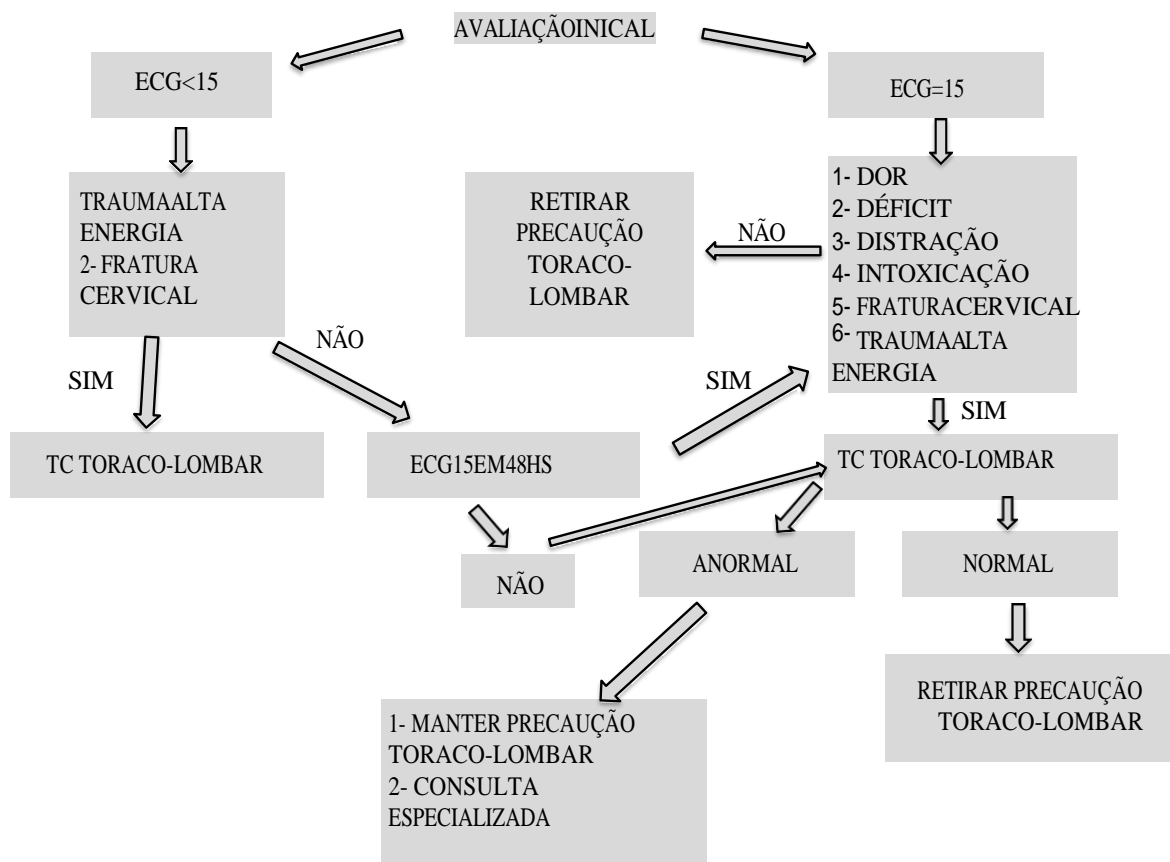 AVALIAÇÃOINICAL
ECG<15
ECG=15
TRAUMAALTA
ENERGIA
2- FRATURA
CERVICAL
RETIRAR
PRECAUÇÃO
TORACO-
LOMBAR
NÃO
1- DOR
2- DÉFICIT
3- DISTRAÇÃO
4- INTOXICAÇÃO
5- FRATURACERVICAL
6- TRAUMAALTA
ENERGIA
SIM
NÃO
SIM
SIM
TC TORACO-LOMBAR
ECG15EM48HS
TC TORACO-LOMBAR
NÃO
ANORMAL
NORMAL
1- MANTER PRECAUÇÃO
TORACO-LOMBAR
2- CONSULTA
ESPECIALIZADA
RETIRAR PRECAUÇÃO
TORACO-LOMBAR